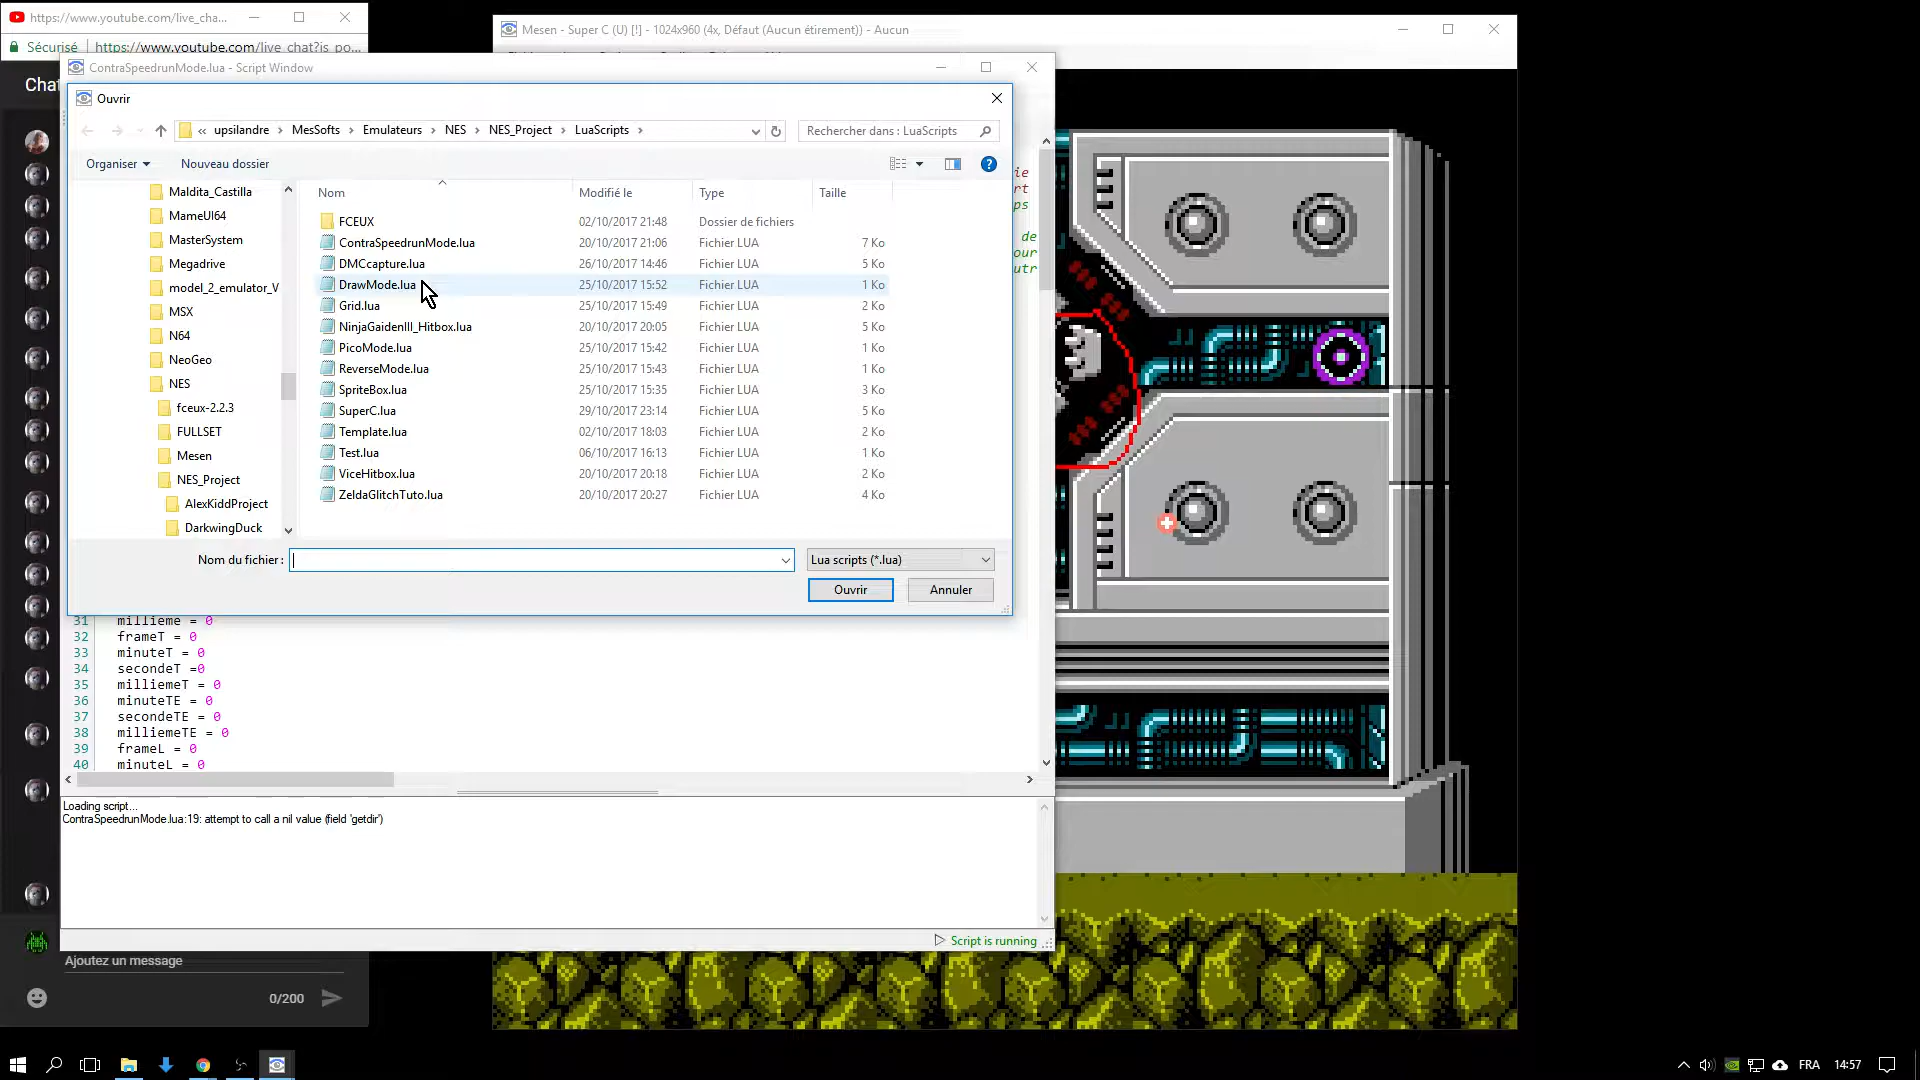 https://www.youtube.com/live_cha...
Sécurisé
https://www.youtube.com/live_chat?is_po...
Mesen - Super C (U) [!] - 1024x960 (4x, Défaut (Aucun étirement)) - Aucun
ContraSpeedrunMode.lua - Script Window
Ouvrir
« upsilandre > MesSofts > Emulateurs > NES > NES_Project > LuaScripts >
Rechercher dans : LuaScripts
Organiser
Nouveau dossier
Maldita_Castilla
MameUI64
MasterSystem
Megadrive
model_2_emulator_V
MSX
N64
NeoGeo
NES
fceux-2.2.3
FULLSET
Mesen
NES_Project
AlexKiddProject
DarkwingDuck
Nom Modifié le Type Taille
FCEUX 02/10/2017 21:48 Dossier de fichiers
ContraSpeedrunMode.lua 20/10/2017 21:06 Fichier LUA 7 Ko
DMCcapture.lua 26/10/2017 14:46 Fichier LUA 5 Ko
DrawMode.lua 25/10/2017 15:52 Fichier LUA 1 Ko
Grid.lua 25/10/2017 15:49 Fichier LUA 2 Ko
NinjaGaidenIII_Hitbox.lua 20/10/2017 20:05 Fichier LUA 5 Ko
PicoMode.lua 25/10/2017 15:42 Fichier LUA 1 Ko
ReverseMode.lua 25/10/2017 15:43 Fichier LUA 1 Ko
SpriteBox.lua 25/10/2017 15:35 Fichier LUA 3 Ko
SuperC.lua 29/10/2017 23:14 Fichier LUA 5 Ko
Template.lua 02/10/2017 18:03 Fichier LUA 2 Ko
Test.lua 06/10/2017 16:13 Fichier LUA 1 Ko
ViceHitbox.lua 20/10/2017 20:18 Fichier LUA 2 Ko
ZeldaGlitchTuto.lua 20/10/2017 20:27 Fichier LUA 4 Ko
Nom du fichier :
Lua scripts (*.lua)
Ouvrir
Annuler
31 millieme = 0
32 frameT = 0
33 minuteT = 0
34 secondeT =0
35 milliemeT = 0
36 minuteTE = 0
37 secondeTE = 0
38 milliemeTE = 0
39 frameL = 0
40 minuteL = 0
Loading script...
ContraSpeedrunMode.lua:19: attempt to call a nil value (field 'getdir')
Script is running
Ajoutez un message
0/200
FRA
14:57